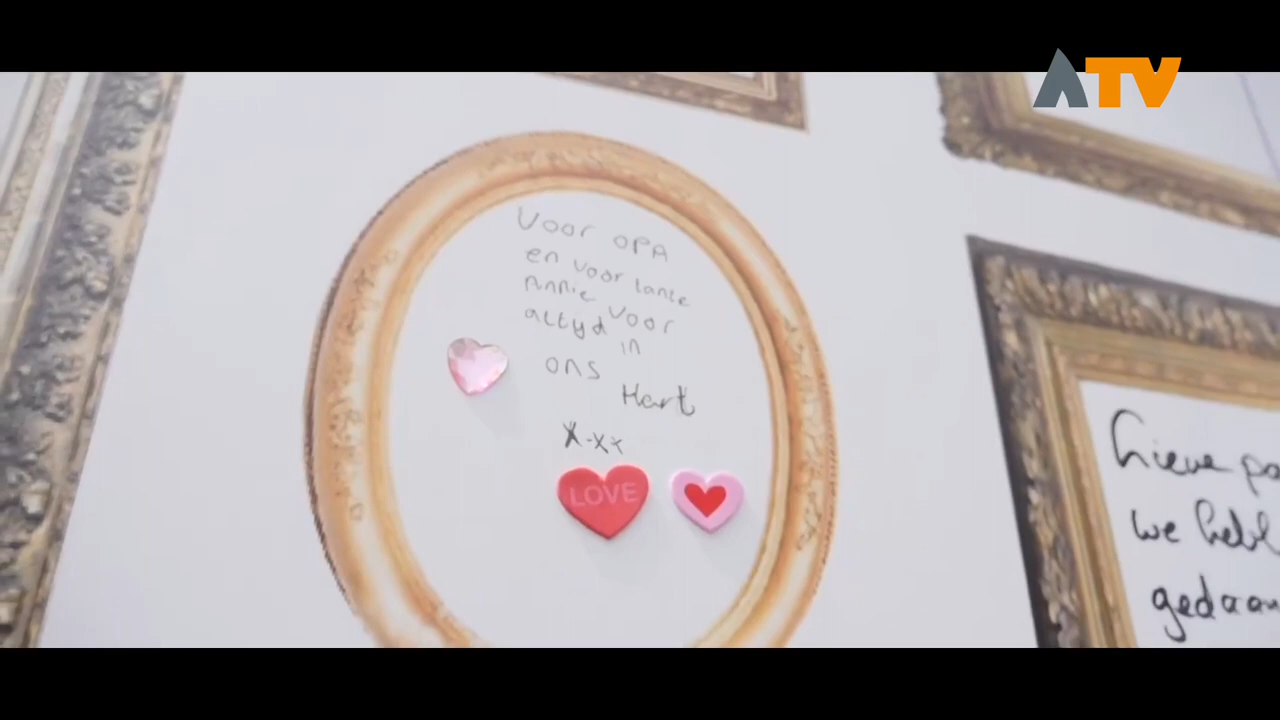 ATV
Voor OPA
en voor tante
Annie voor
altyd in
ons
Hart
X-xx
LOVE
Lieve pa
we hebb
gedaan